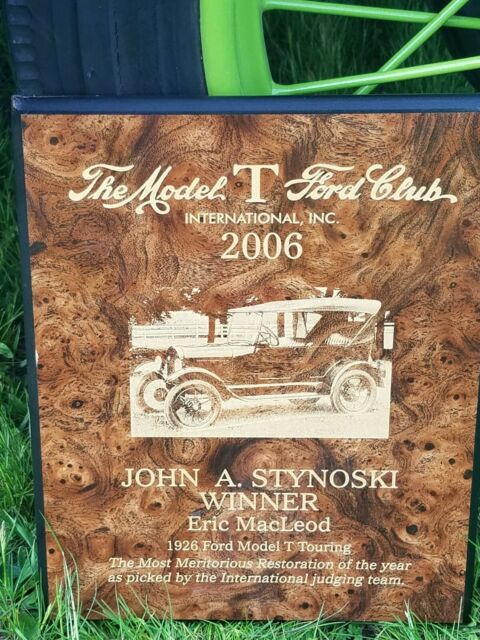 The Model T Ford Club
INTERNATIONAL, INC.
2006
JOHN A. STYNOSKI
WINNER
Eric MacLeod
1926 Ford Model T Touring
The Most Meritorious Restoration of the year
as picked by the International judging team.